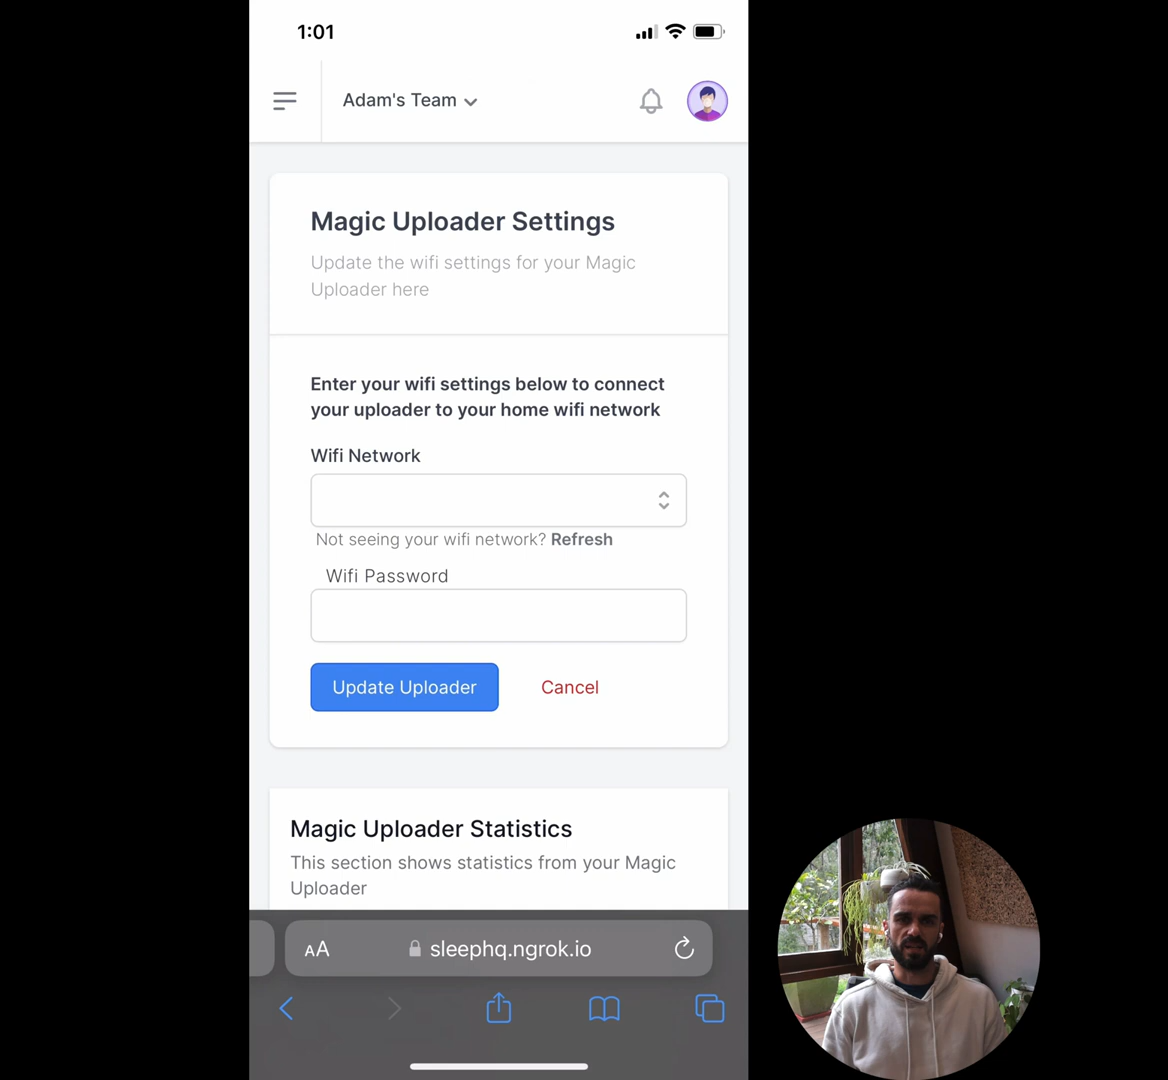 1:01
Adam's Team
Magic Uploader Settings
Update the wifi settings for your Magic
Uploader here
Enter your wifi settings below to connect
your uploader to your home wifi network
Wifi Network
Not seeing your wifi network? Refresh
Wifi Password
Update Uploader Cancel
Magic Uploader Statistics
This section shows statistics from your Magic
Uploader
AA sleephq.ngrok.io